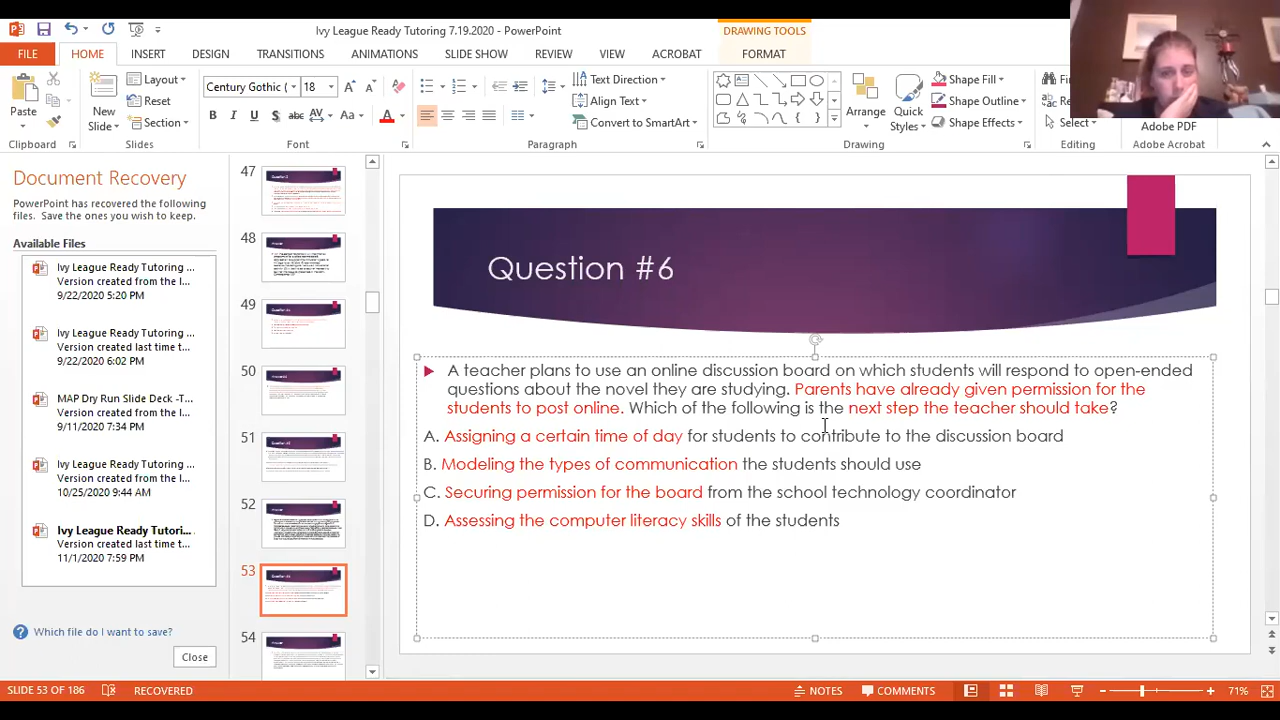 Ivy League Ready Tutoring 7.19.2020 - PowerPoint
DRAWING TOOLS
FILE
HOME
INSERT
DESIGN
TRANSITIONS
ANIMATIONS
SLIDE SHOW
REVIEW
VIEW
ACROBAT
FORMAT
Paste
New
Slide
Layout
Reset
Section
Century Gothic (
18
Text Direction
Align Text
Convert to SmartArt
Arrange
Quick
Styles
Shape Fill
Shape Outline
Shape Effects
Select
Adobe PDF
Clipboard
Slides
Font
Paragraph
Drawing
Editing
Adobe Acrobat
Document Recovery
PowerPoint has recovered the following
files. Save the ones you wish to keep.
Available Files
Ivy League Ready Tutoring ...
Version created from the l...
9/22/2020 5:20 PM
Ivy League Ready Tutoring ...
Version created last time t...
9/22/2020 6:02 PM
MAP Dry Run Slide Deck -T...
Version created from the l...
9/11/2020 7:34 PM
Ivy League Ready Tutoring ...
Version created last time t...
10/25/2020 9:44 AM
Ivy League Ready Tutori...
Version created last time t...
11/1/2020 7:59 PM
Which file do I want to save?
Close
47
48
49
50
51
52
53
54
Question #6
A teacher plans to use an online discussion board on which students will respond to open-ended
questions about the novel they are studying. Parents have already given permission for the
students to post online. Which of the following is the next step the teacher should take?
A. Assigning a certain time of day for students to contribute to the discussion board
B. Modeling the types of communication the students should use
C. Securing permission for the board from the school technology coordinator
D. Assessing the computer literacy skills of the students
SLIDE 53 OF 186
RECOVERED
NOTES
COMMENTS
71%